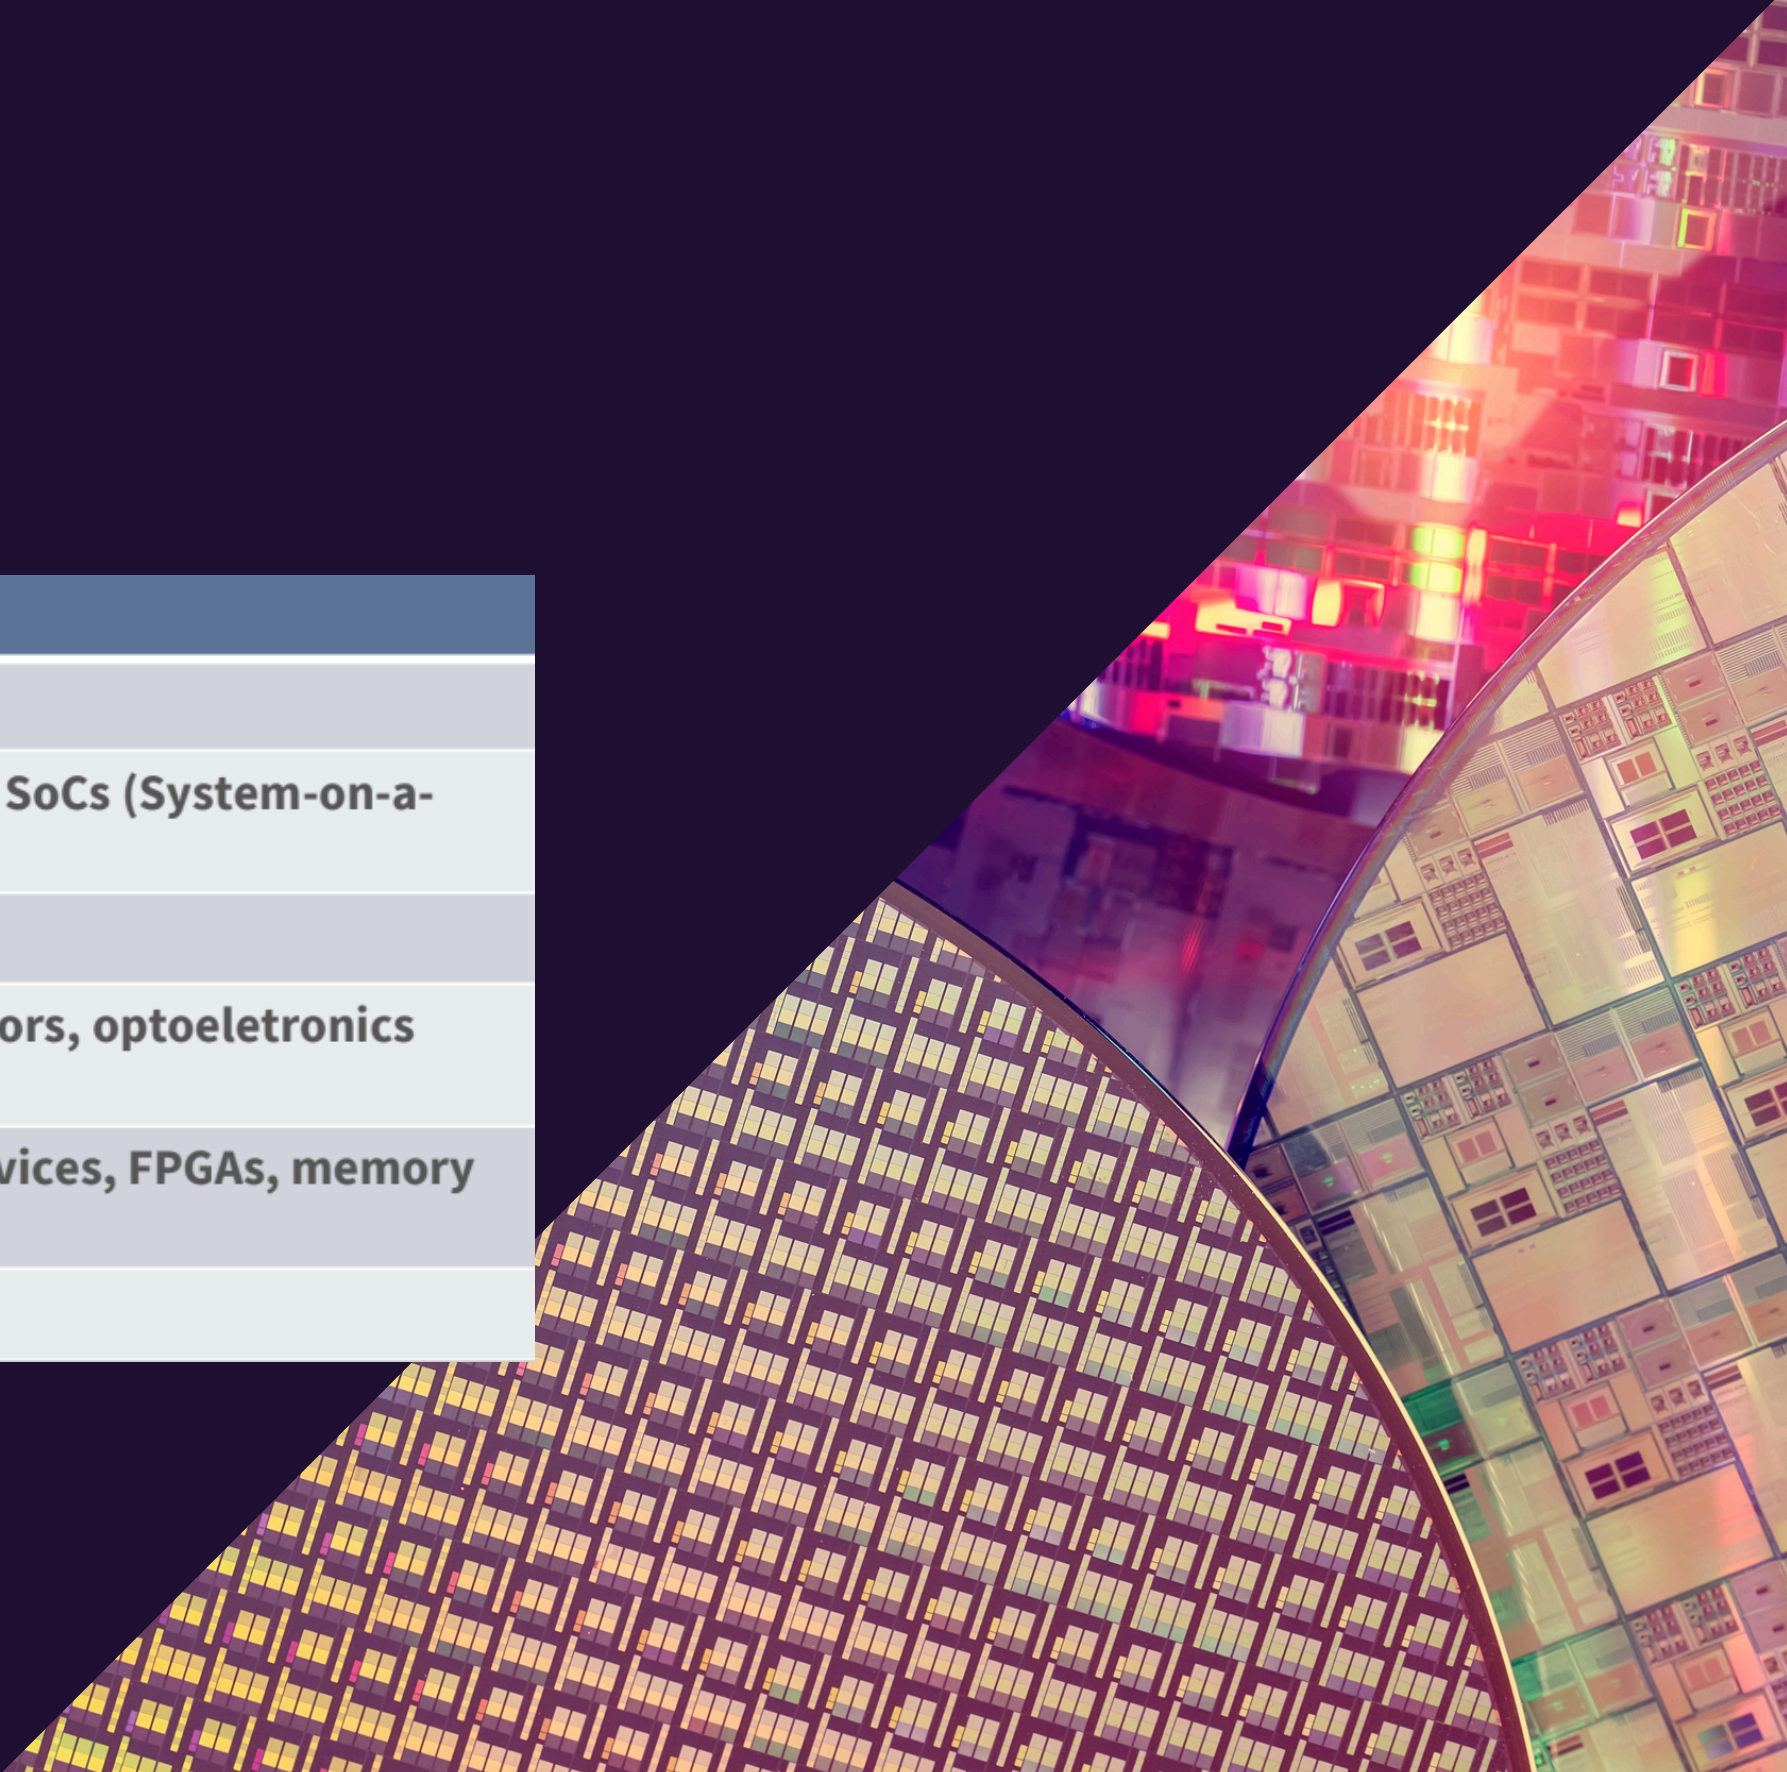 SoCs (System-on-a-
ors, optoeletronics
vices, FPGAs, memory